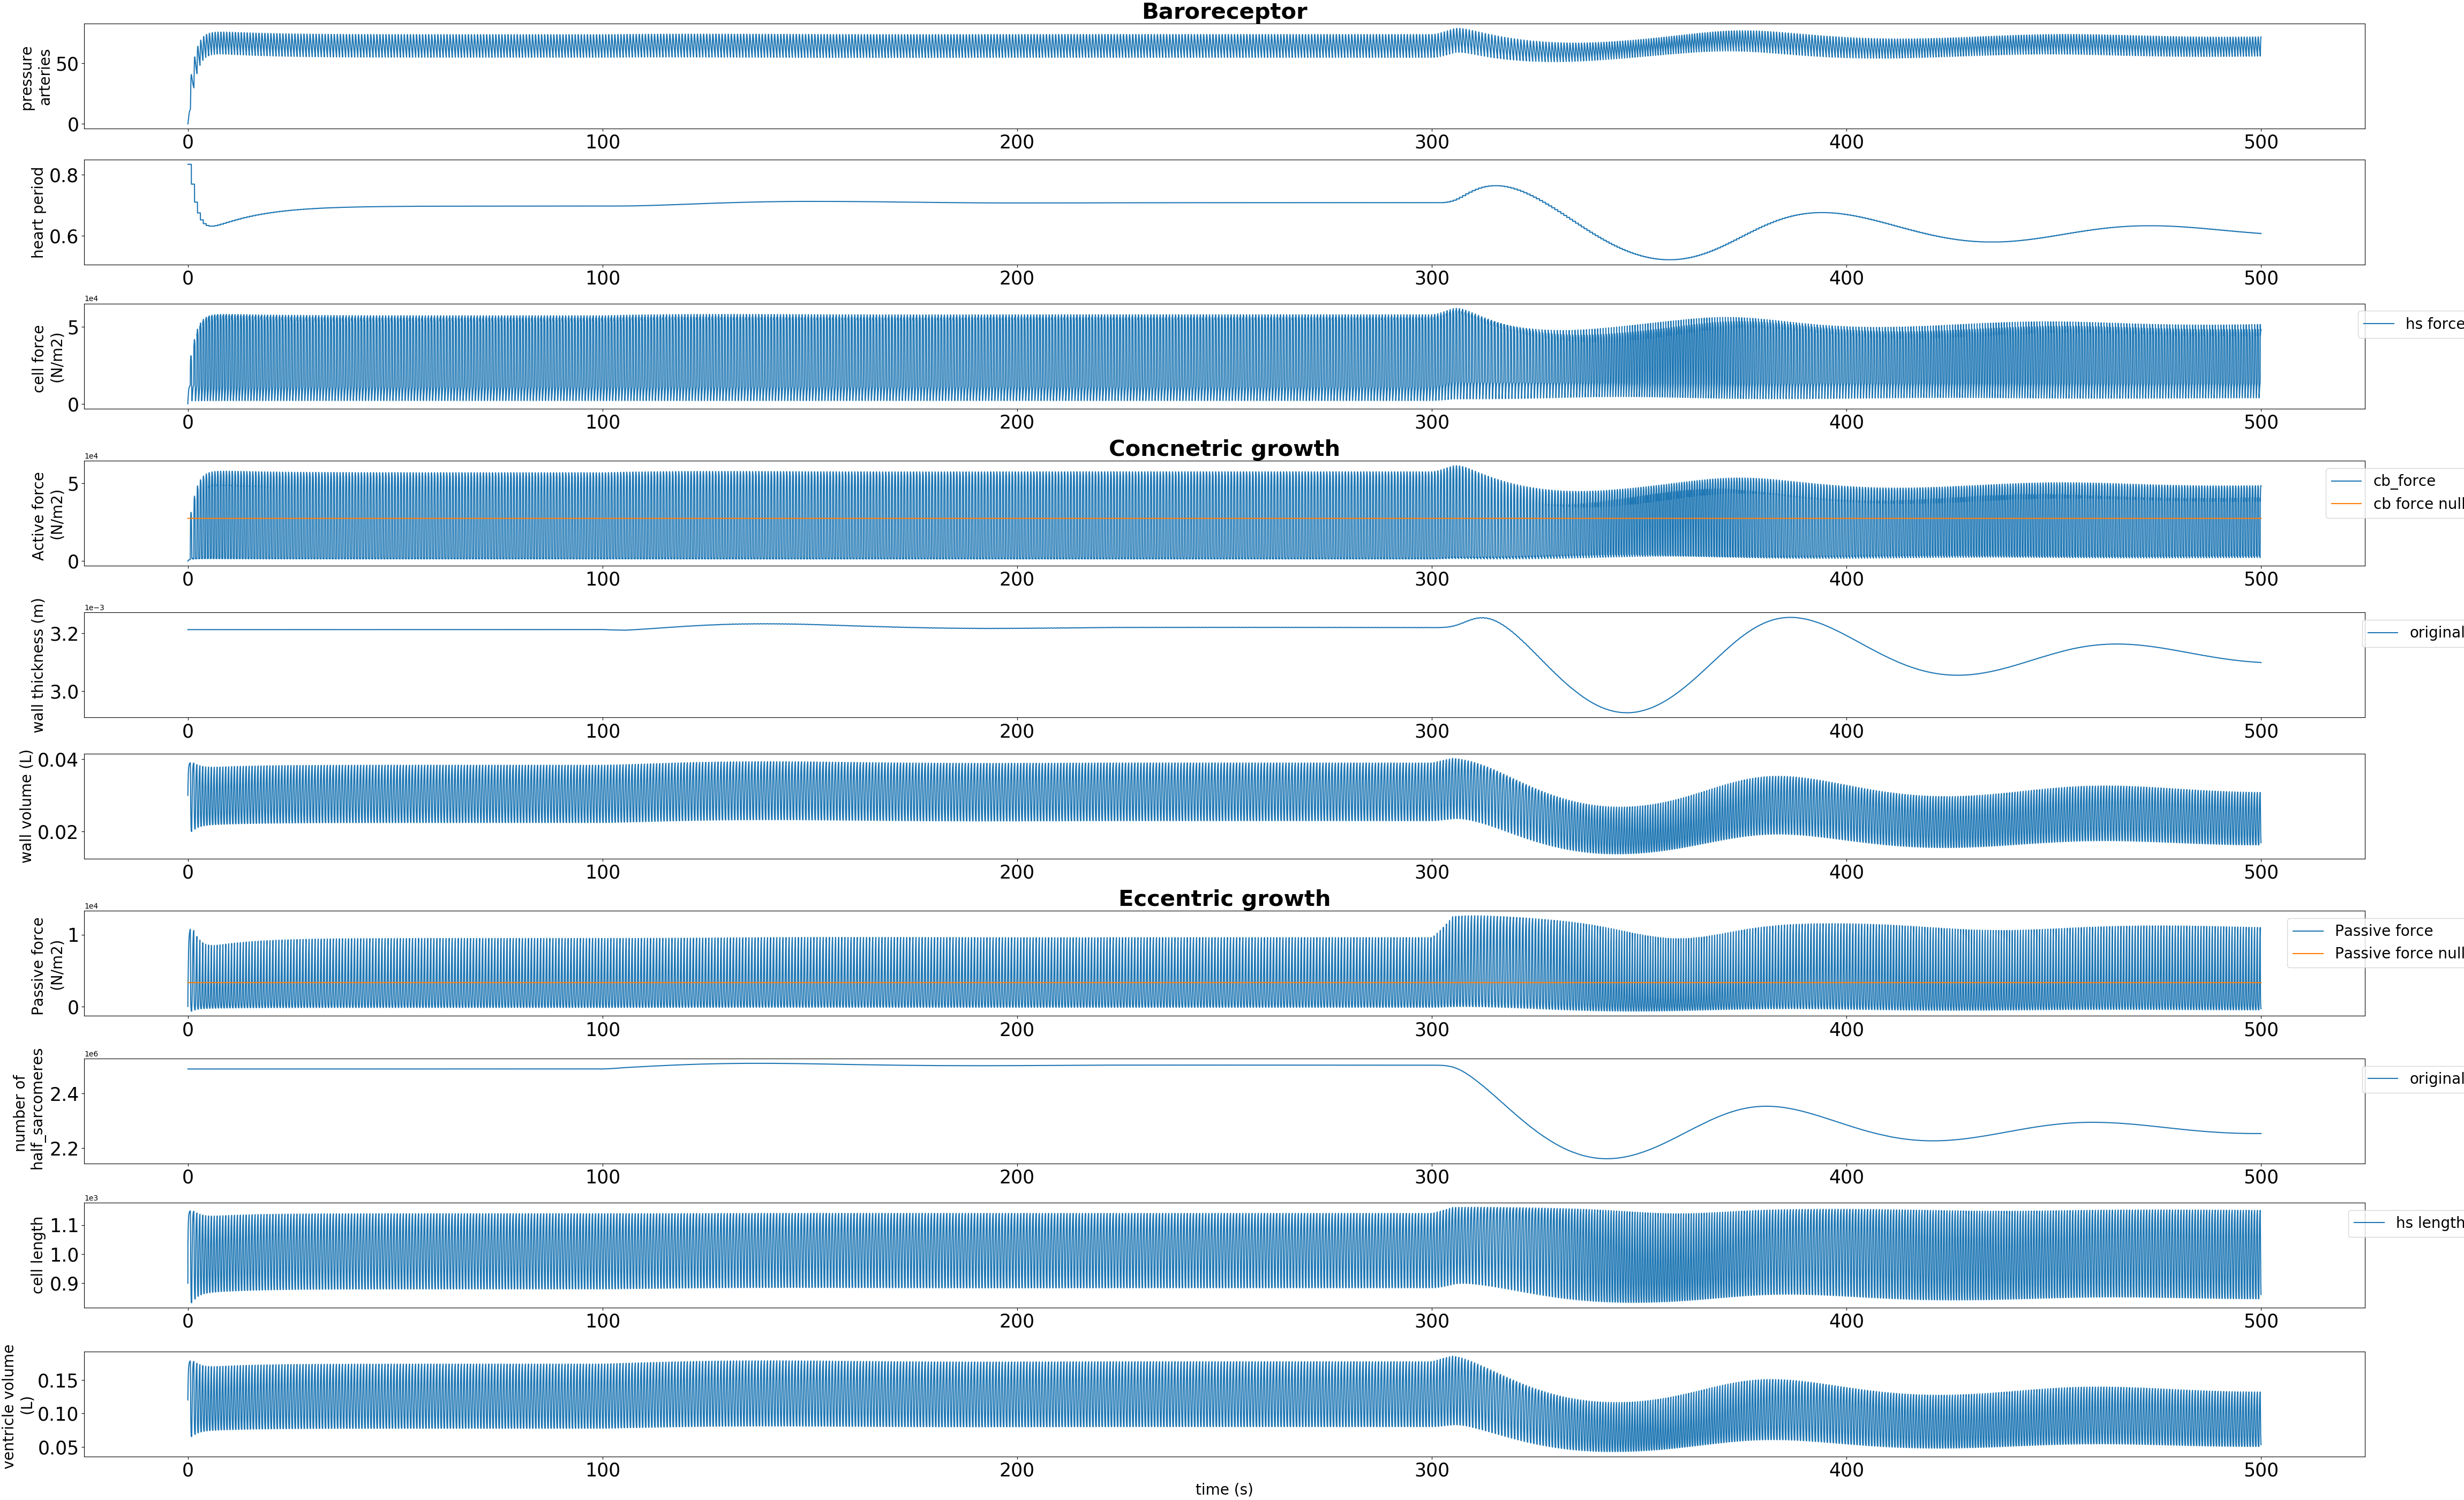 Baroreceptor
pressure
arteries
50
0
0 100 200 300 400 500
heart period
0.8
0.6
0 100 200 300 400 500
1e4
cell force
(N/m2)
5
0
hs force
0 100 200 300 400 500
Concnetric growth
1e4
Active force
(N/m2)
5
0
cb_force
cb force null
0 100 200 300 400 500
1e−3
wall thickness (m)
3.2
3.0
original
0 100 200 300 400 500
wall volume (L)
0.04
0.02
0 100 200 300 400 500
Eccentric growth
1e4
Passive force
(N/m2)
1
0
Passive force
Passive force null
0 100 200 300 400 500
1e6
number of
half_sarcomeres
2.4
2.2
original
0 100 200 300 400 500
1e3
cell length
1.1
1.0
0.9
hs length
0 100 200 300 400 500
ventricle volume
(L)
0.15
0.10
0.05
0 100 200 300 400 500
time (s)